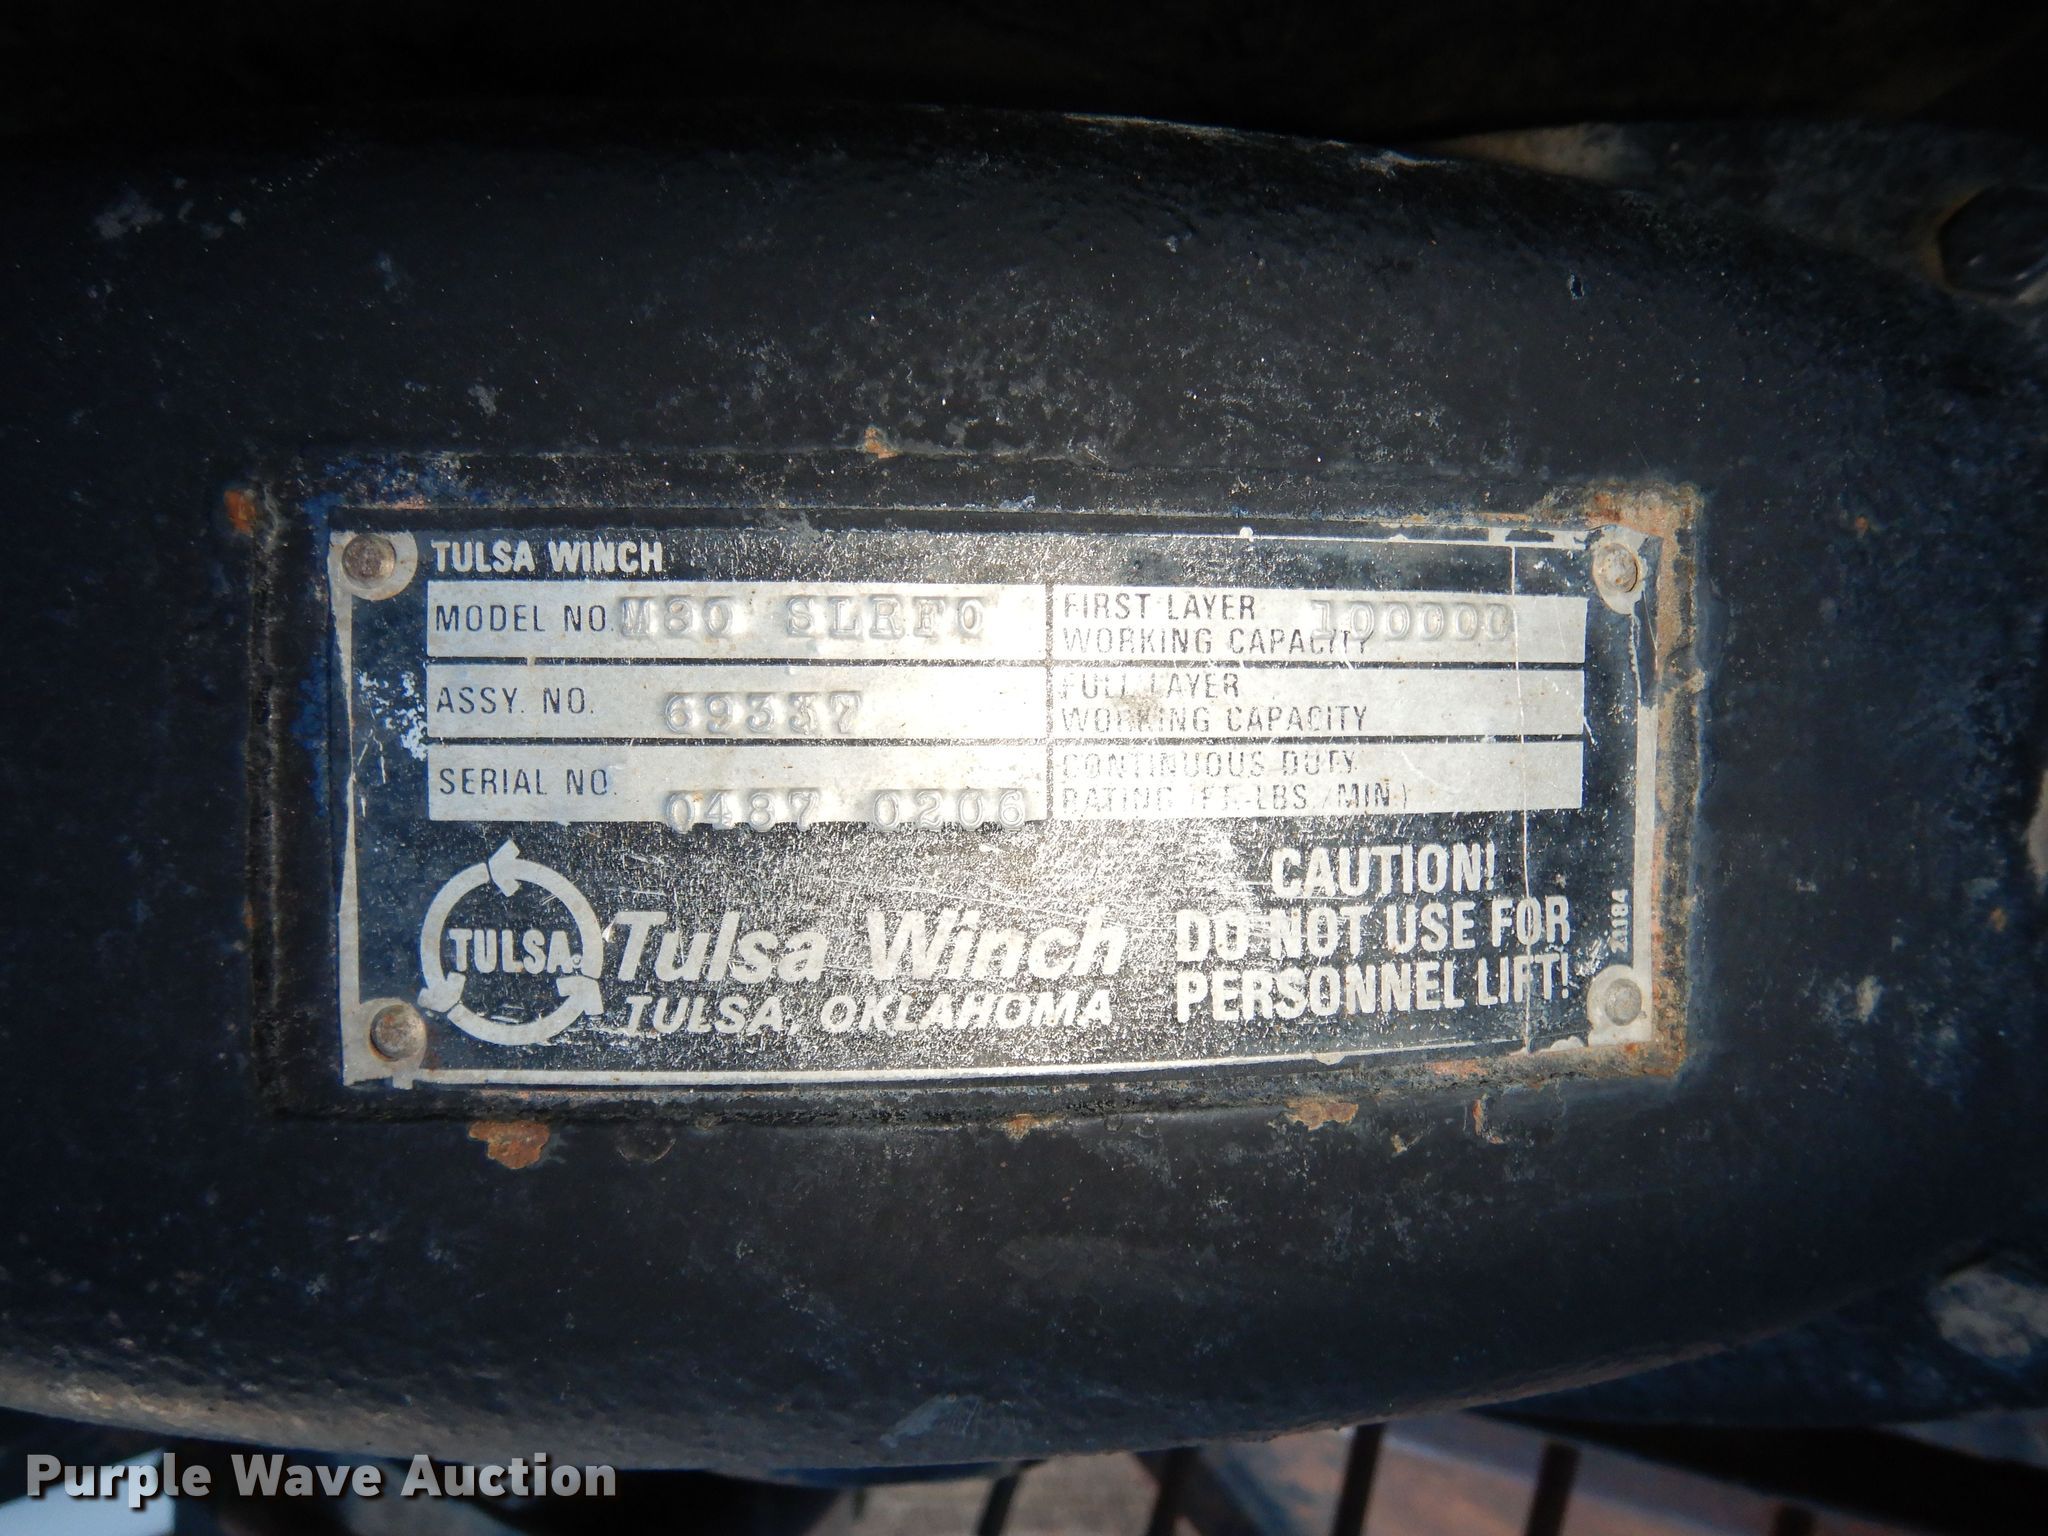 TULSA WINCH
MODEL NO. M80 SLRFO
FIRST LAYER
WORKING CAPACITY 100000
ASSY. NO. 69337
FULL LAYER
WORKING CAPACITY
SERIAL NO. 0487 0206
CONTINUOUS DUTY
RATING (FT.-LBS./MIN.)
TULSA
Tulsa Winch
TULSA, OKLAHOMA
CAUTION!
DO NOT USE FOR
PERSONNEL LIFT!
21184
Purple Wave Auction